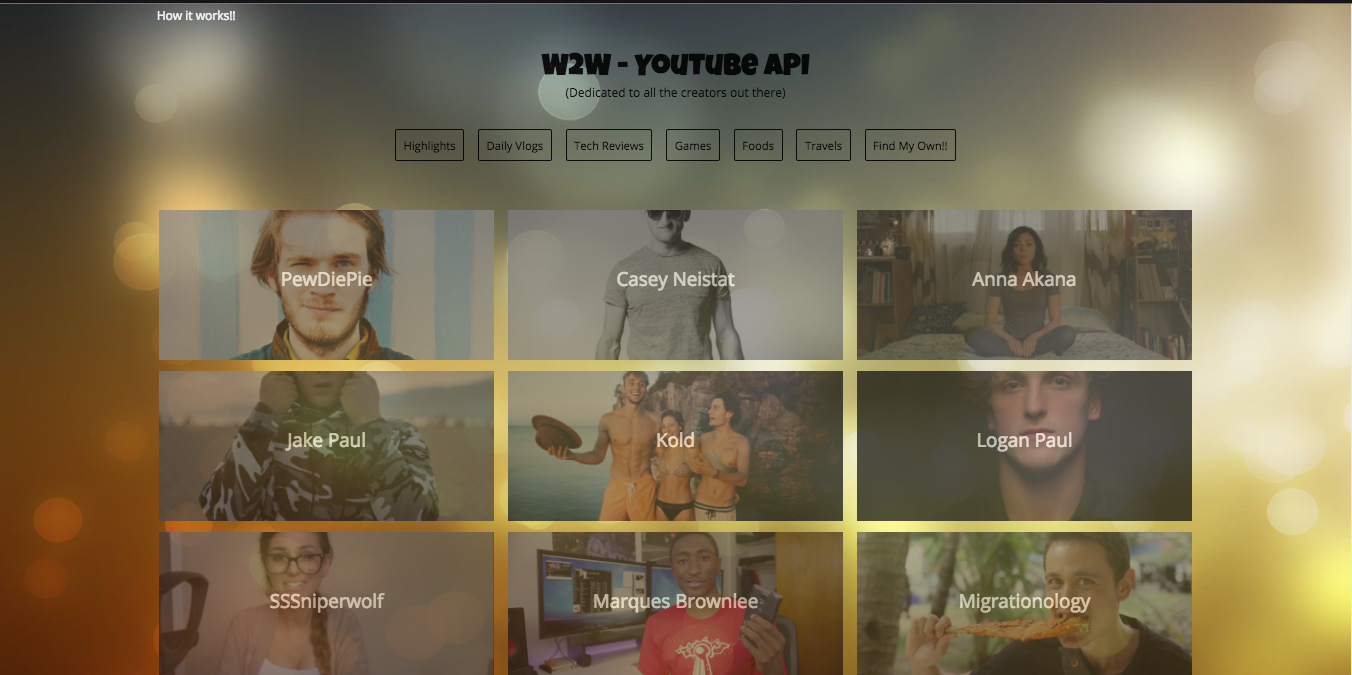 How it works!!
W2W - YouTube API
(Dedicated to all the creators out there)
Highlights Daily Vlogs Tech Reviews Games Foods Travels Find My Own!!
PewDiePie Casey Neistat Anna Akana
Jake Paul Kold Logan Paul
SSSniperwolf Marques Brownlee Migrationology